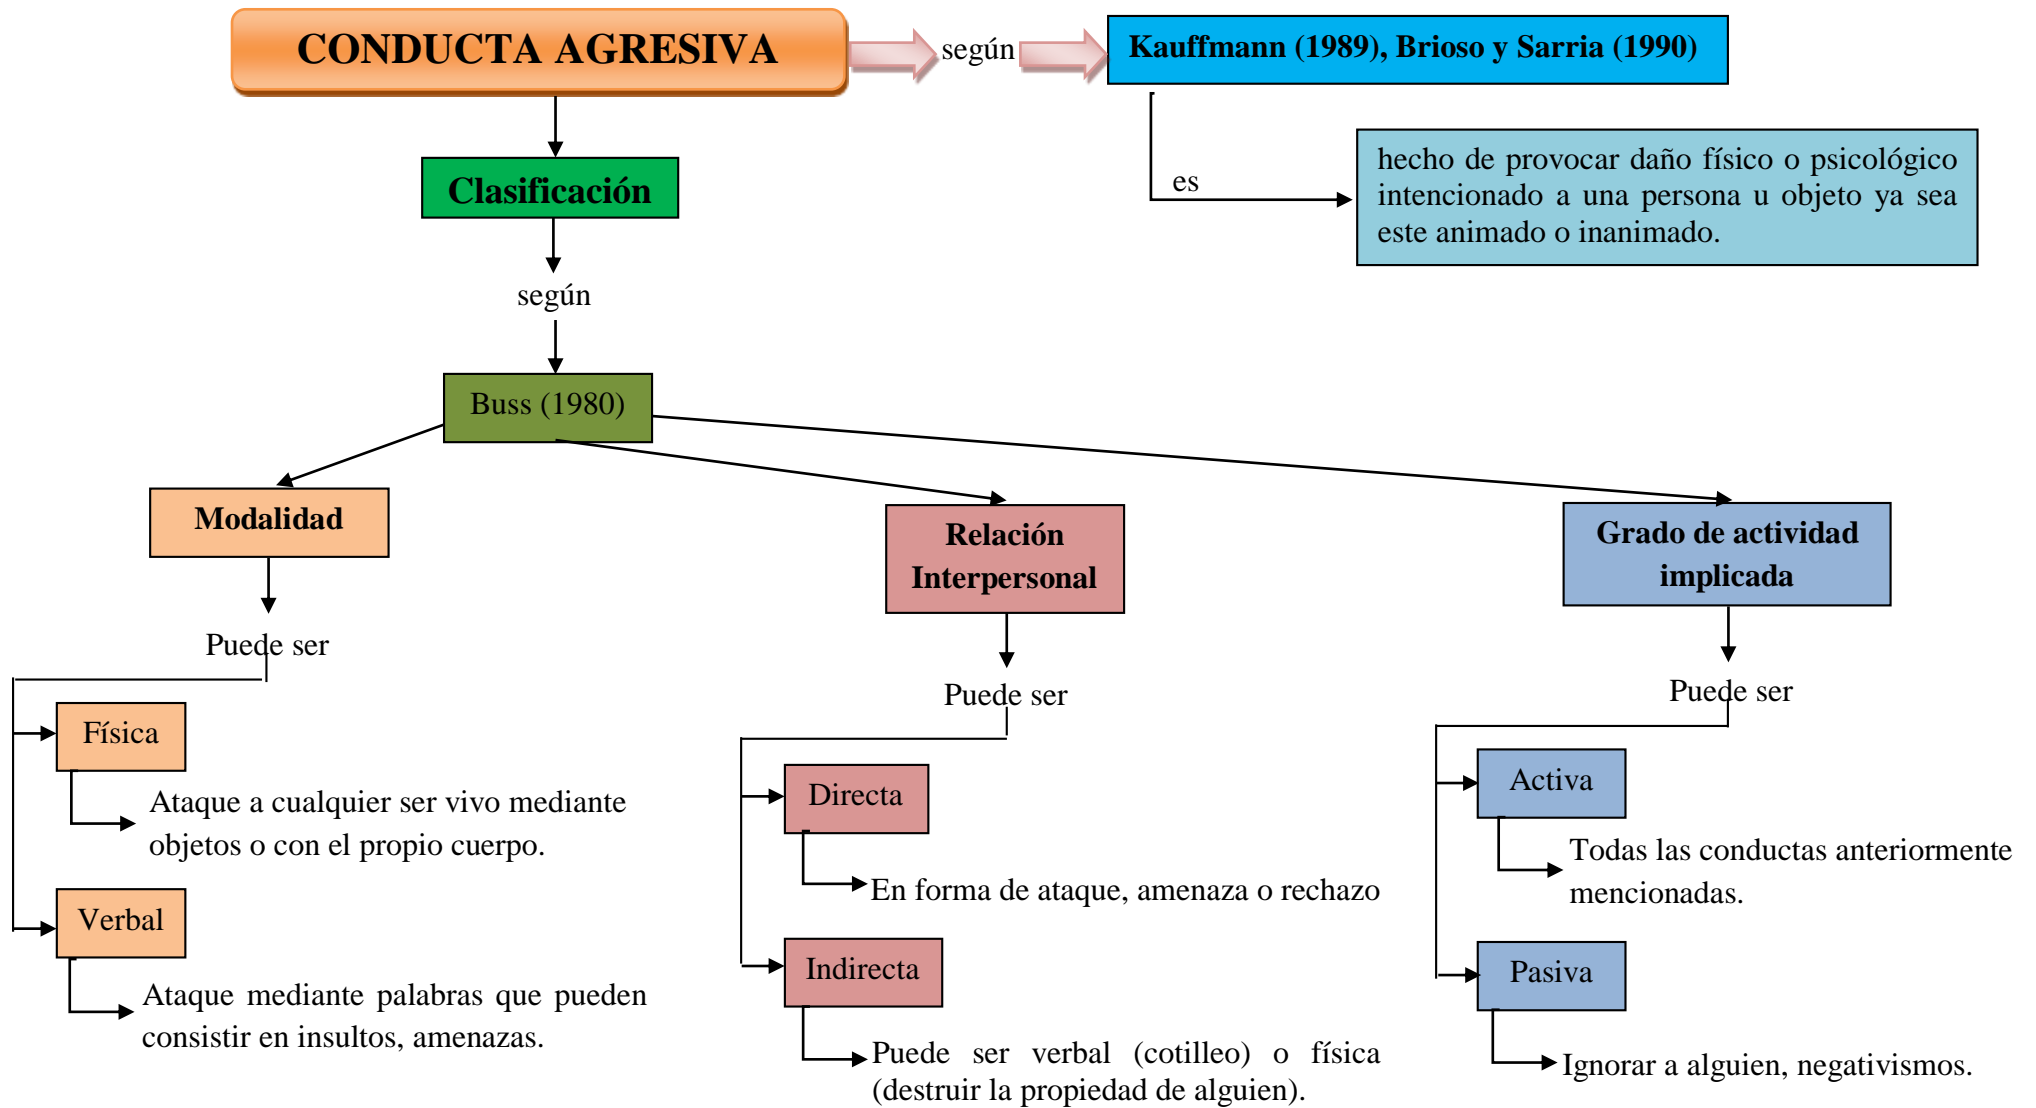 CONDUCTA AGRESIVA
según
Kauffmann (1989), Brioso y Sarria (1990)
es
hecho de provocar daño físico o psicológico
intencionado a una persona u objeto ya sea
este animado o inanimado.
Clasificación
según
Buss (1980)
Modalidad
Puede ser
Física
Ataque a cualquier ser vivo mediante
objetos o con el propio cuerpo.
Verbal
Ataque mediante palabras que pueden
consistir en insultos, amenazas.
Relación
Interpersonal
Puede ser
Directa
En forma de ataque, amenaza o rechazo
Indirecta
Puede ser verbal (cotilleo) o física
(destruir la propiedad de alguien).
Grado de actividad
implicada
Puede ser
Activa
Todas las conductas anteriormente
mencionadas.
Pasiva
Ignorar a alguien, negativismos.